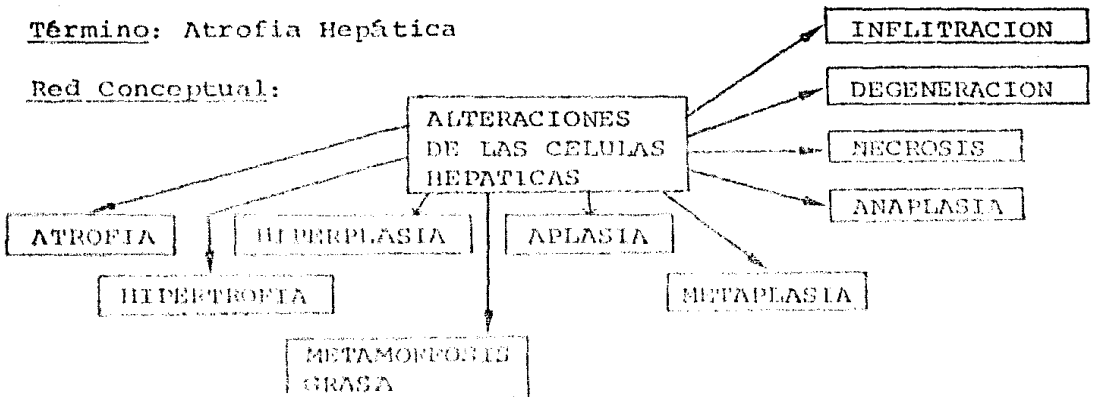 Término: Atrofia Hepática
INFLITRACION
Red Conceptual:
DEGENERACION
ALTERACIONES
DE LAS CELULAS
HEPATICAS
NECROSIS
ANAPLASIA
ATROFIA
HIPERPLASIA
APLASIA
HIPERTROFIA
METAPLASIA
METAMORFOSIS
GRASA